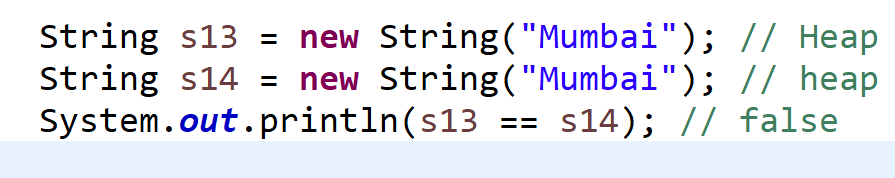 String s13 = new String("Mumbai"); // Heap
String s14 = new String("Mumbai"); // heap
System.out.println(s13 == s14); // false